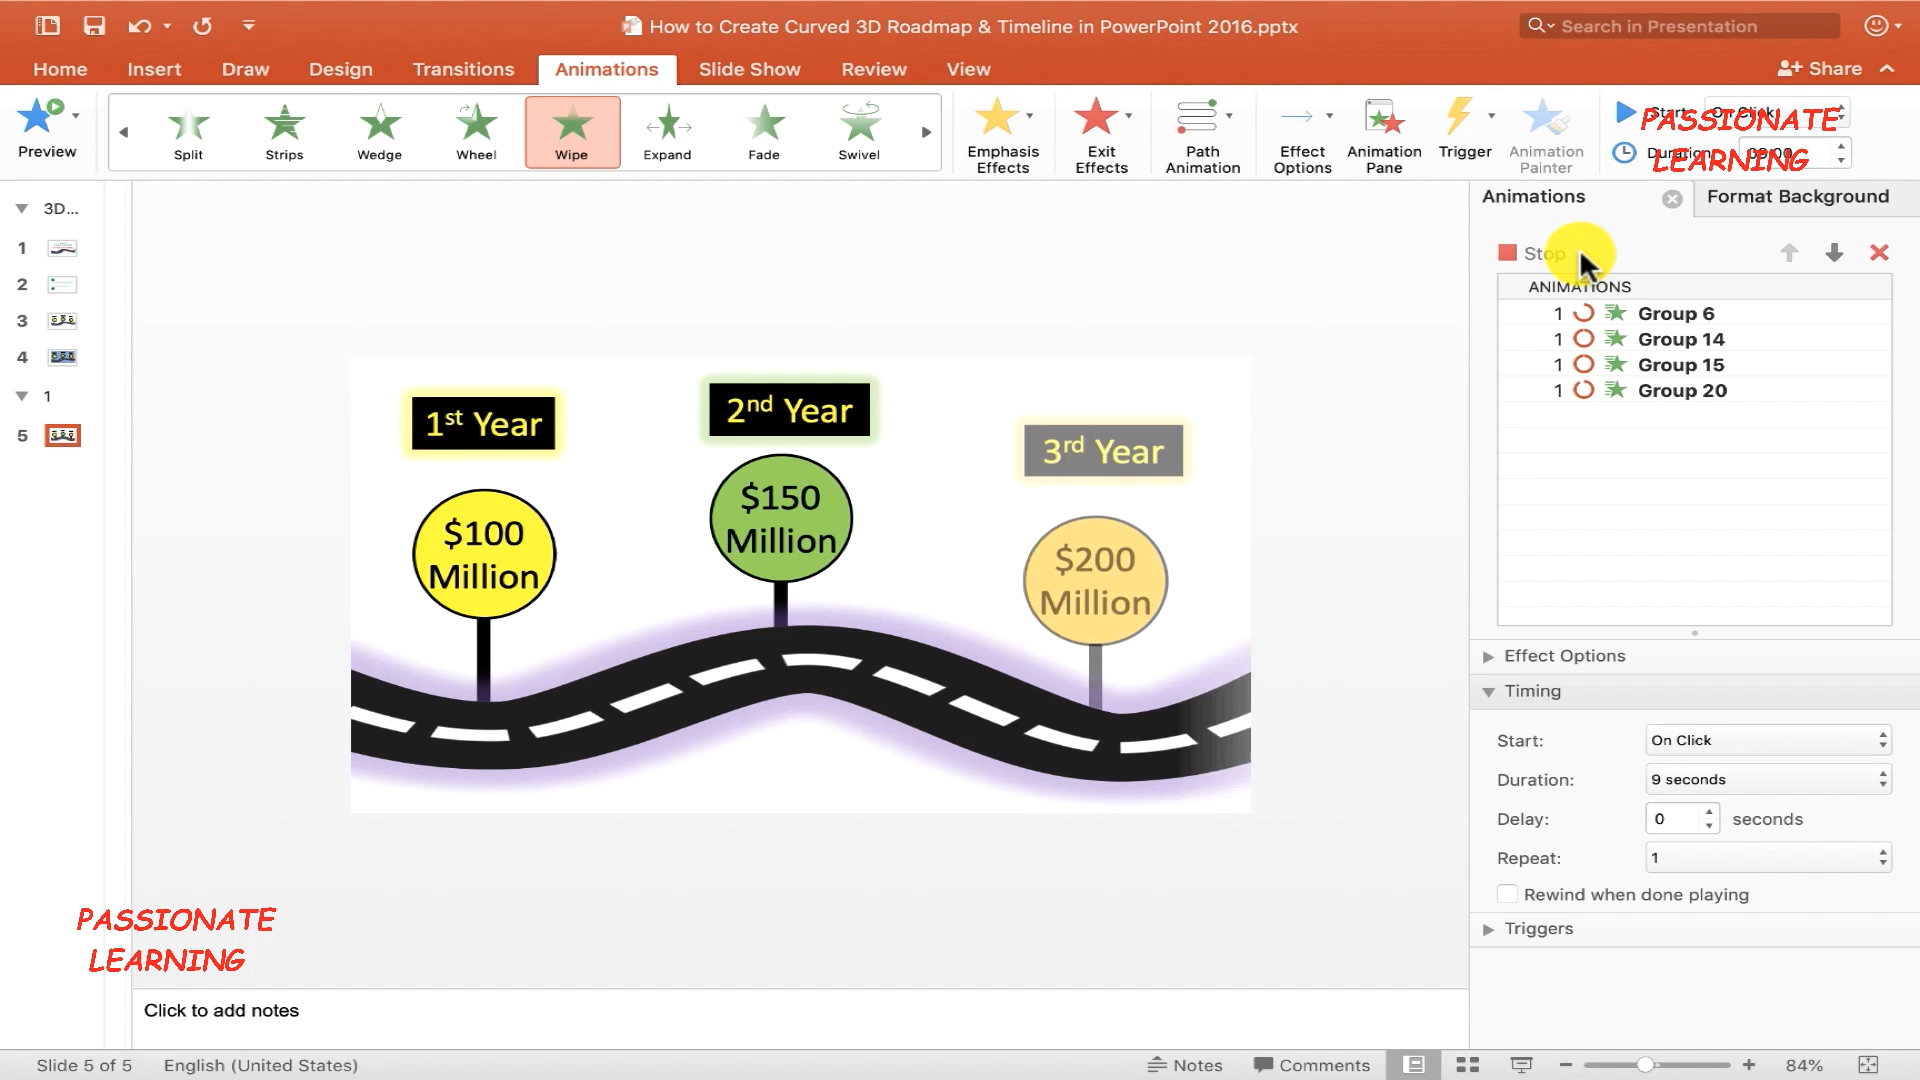 How to Create Curved 3D Roadmap & Timeline in PowerPoint 2016.pptx
Search in Presentation
Home
Insert
Draw
Design
Transitions
Animations
Slide Show
Review
View
Share
Preview
Split
Strips
Wedge
Wheel
Wipe
Expand
Fade
Swivel
Emphasis
Effects
Exit
Effects
Path
Animation
Effect
Options
Animation
Pane
Trigger
Animation
Painter
Start:
On Click
Duration:
09.00
PASSIONATE
LEARNING
3D...
1
2
3
4
1
5
1st Year
2nd Year
3rd Year
$100
Million
$150
Million
$200
Million
Animations
Format Background
Stop
ANIMATIONS
1 Group 6
1 Group 14
1 Group 15
1 Group 20
Effect Options
Timing
Start: On Click
Duration: 9 seconds
Delay: 0 seconds
Repeat: 1
Rewind when done playing
Triggers
PASSIONATE
LEARNING
Click to add notes
Slide 5 of 5
English (United States)
Notes
Comments
84%